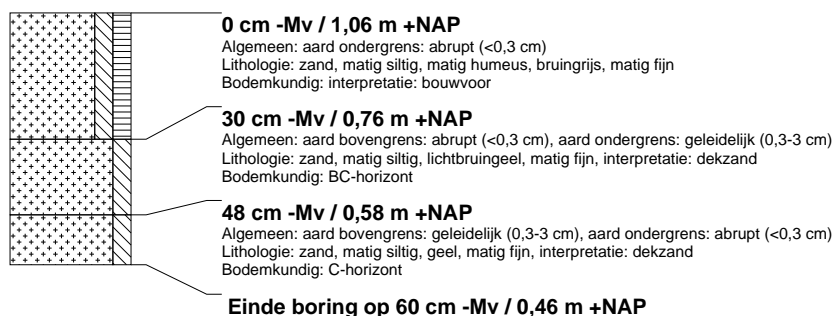 0 cm -Mv / 1,06 m +NAP
Algemeen: aard ondergrens: abrupt (<0,3 cm)
Lithologie: zand, matig siltig, matig humeus, bruingrijs, matig fijn
Bodemkundig: interpretatie: bouwvoor
30 cm -Mv / 0,76 m +NAP
Algemeen: aard bovengrens: abrupt (<0,3 cm), aard ondergrens: geleidelijk (0,3-3 cm)
Lithologie: zand, matig siltig, lichtbruingeel, matig fijn, interpretatie: dekzand
Bodemkundig: BC-horizont
48 cm -Mv / 0,58 m +NAP
Algemeen: aard bovengrens: geleidelijk (0,3-3 cm), aard ondergrens: abrupt (<0,3 cm)
Lithologie: zand, matig siltig, geel, matig fijn, interpretatie: dekzand
Bodemkundig: C-horizont
Einde boring op 60 cm -Mv / 0,46 m +NAP